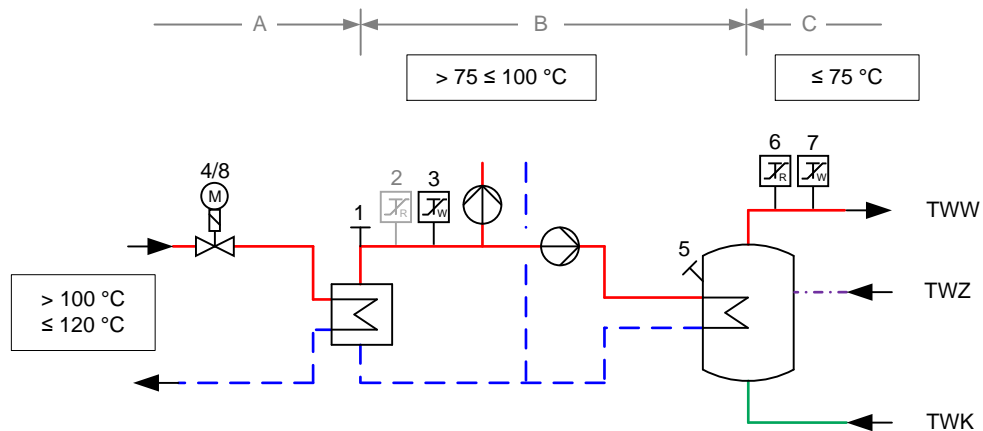 A
B
C
> 75 ≤ 100 °C
≤ 75 °C
4/8
M
1
2
R
3
W
6
R
7
W
TWW
5
> 100 °C
≤ 120 °C
TWZ
TWK